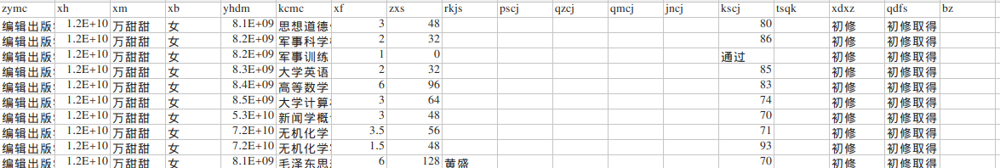 zymc xh xm xb yhdm kcmc xf zxs rkjs pscj qzcj qmcj jncj kscj tsqk xdxz qdfs bz
编辑出版 1.2E+10 万甜甜 女 8.1E+09 思想道德 3 48 80 初修 初修取得
编辑出版 1.2E+10 万甜甜 女 8.2E+09 军事科学 2 32 86 初修 初修取得
编辑出版 1.2E+10 万甜甜 女 8.2E+09 军事训练 1 0 通过 初修 初修取得
编辑出版 1.2E+10 万甜甜 女 8.3E+09 大学英语 2 32 85 初修 初修取得
编辑出版 1.2E+10 万甜甜 女 8.4E+09 高等数学 6 96 83 初修 初修取得
编辑出版 1.2E+10 万甜甜 女 8.5E+09 大学计算 3 64 74 初修 初修取得
编辑出版 1.2E+10 万甜甜 女 5.3E+10 新闻学概 3 48 70 初修 初修取得
编辑出版 1.2E+10 万甜甜 女 7.2E+10 无机化学 3.5 56 71 初修 初修取得
编辑出版 1.2E+10 万甜甜 女 7.2E+10 无机化学 1.5 48 93 初修 初修取得
编辑出版 1.2E+10 万甜甜 女 8.1E+09 毛泽东思 6 128 黄盛 70 初修 初修取得